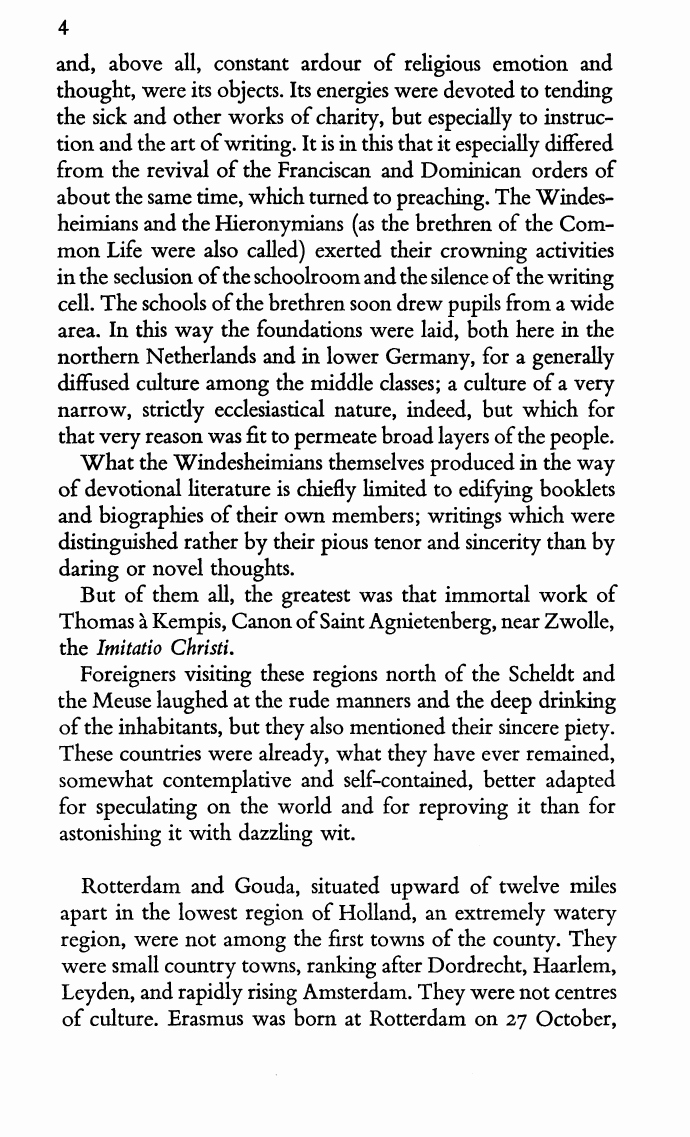 4
and, above all, constant ardour of religious emotion and
thought, were its objects. Its energies were devoted to tending
the sick and other works of charity, but especially to instruc-
tion and the art of writing. It is in this that it especially differed
from the revival of the Franciscan and Dominican orders of
about the same time, which turned to preaching. The Windes-
heimians and the Hieronymians (as the brethren of the Com-
mon Life were also called) exerted their crowning activities
in the seclusion of the schoolroom and the silence of the writing
cell. The schools of the brethren soon drew pupils from a wide
area. In this way the foundations were laid, both here in the
northern Netherlands and in lower Germany, for a generally
diffused culture among the middle classes; a culture of a very
narrow, strictly ecclesiastical nature, indeed, but which for
that very reason was fit to permeate broad layers of the people.
What the Windesheimians themselves produced in the way
of devotional literature is chiefly limited to edifying booklets
and biographies of their own members; writings which were
distinguished rather by their pious tenor and sincerity than by
daring or novel thoughts.
But of them all, the greatest was that immortal work of
Thomas à Kempis, Canon of Saint Agnietenberg, near Zwolle,
the Imitatio Christi.
Foreigners visiting these regions north of the Scheldt and
the Meuse laughed at the rude manners and the deep drinking
of the inhabitants, but they also mentioned their sincere piety.
These countries were already, what they have ever remained,
somewhat contemplative and self-contained, better adapted
for speculating on the world and for reproving it than for
astonishing it with dazzling wit.
Rotterdam and Gouda, situated upward of twelve miles
apart in the lowest region of Holland, an extremely watery
region, were not among the first towns of the county. They
were small country towns, ranking after Dordrecht, Haarlem,
Leyden, and rapidly rising Amsterdam. They were not centres
of culture. Erasmus was born at Rotterdam on 27 October,